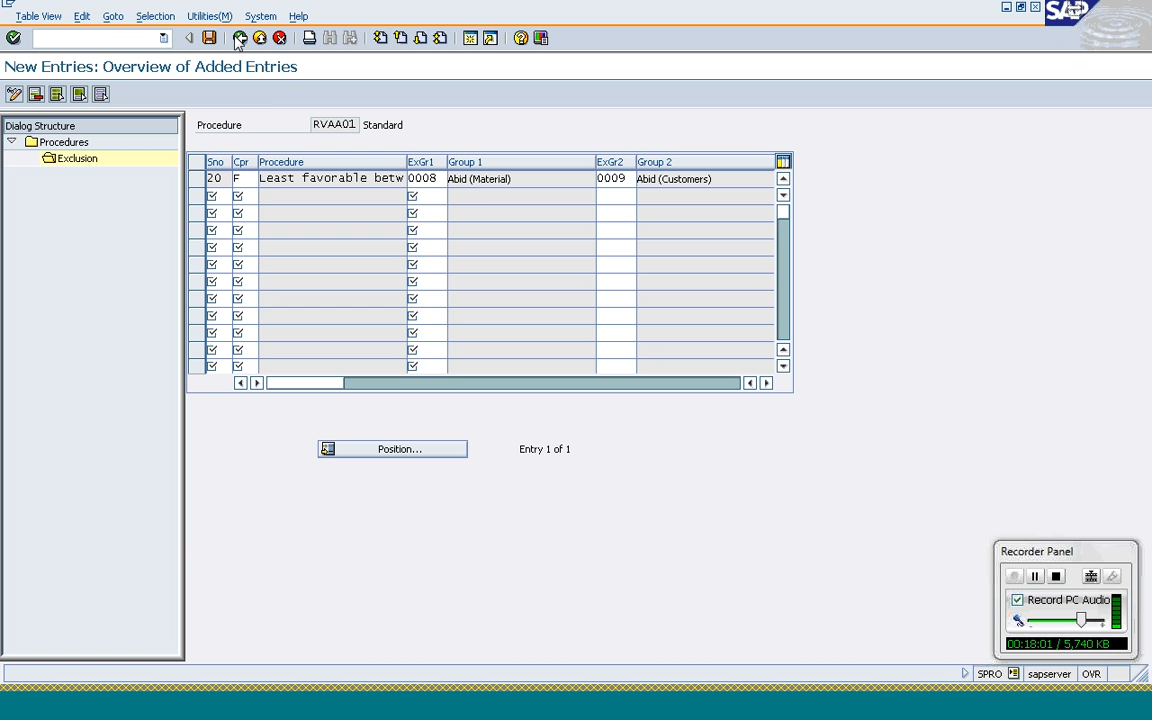 Table View Edit Goto Selection Utilities(M) System Help
SAP
New Entries: Overview of Added Entries
Dialog Structure
Procedures
Exclusion
Procedure RVAA01 Standard
Sno Cpr Procedure ExGr1 Group 1 ExGr2 Group 2
20 F Least favorable betw 0008 Abid (Material) 0009 Abid (Customers)
Position... Entry 1 of 1
Recorder Panel
Record PC Audio
00:18:01 / 5,740 KB
SPRO sapserver OVR